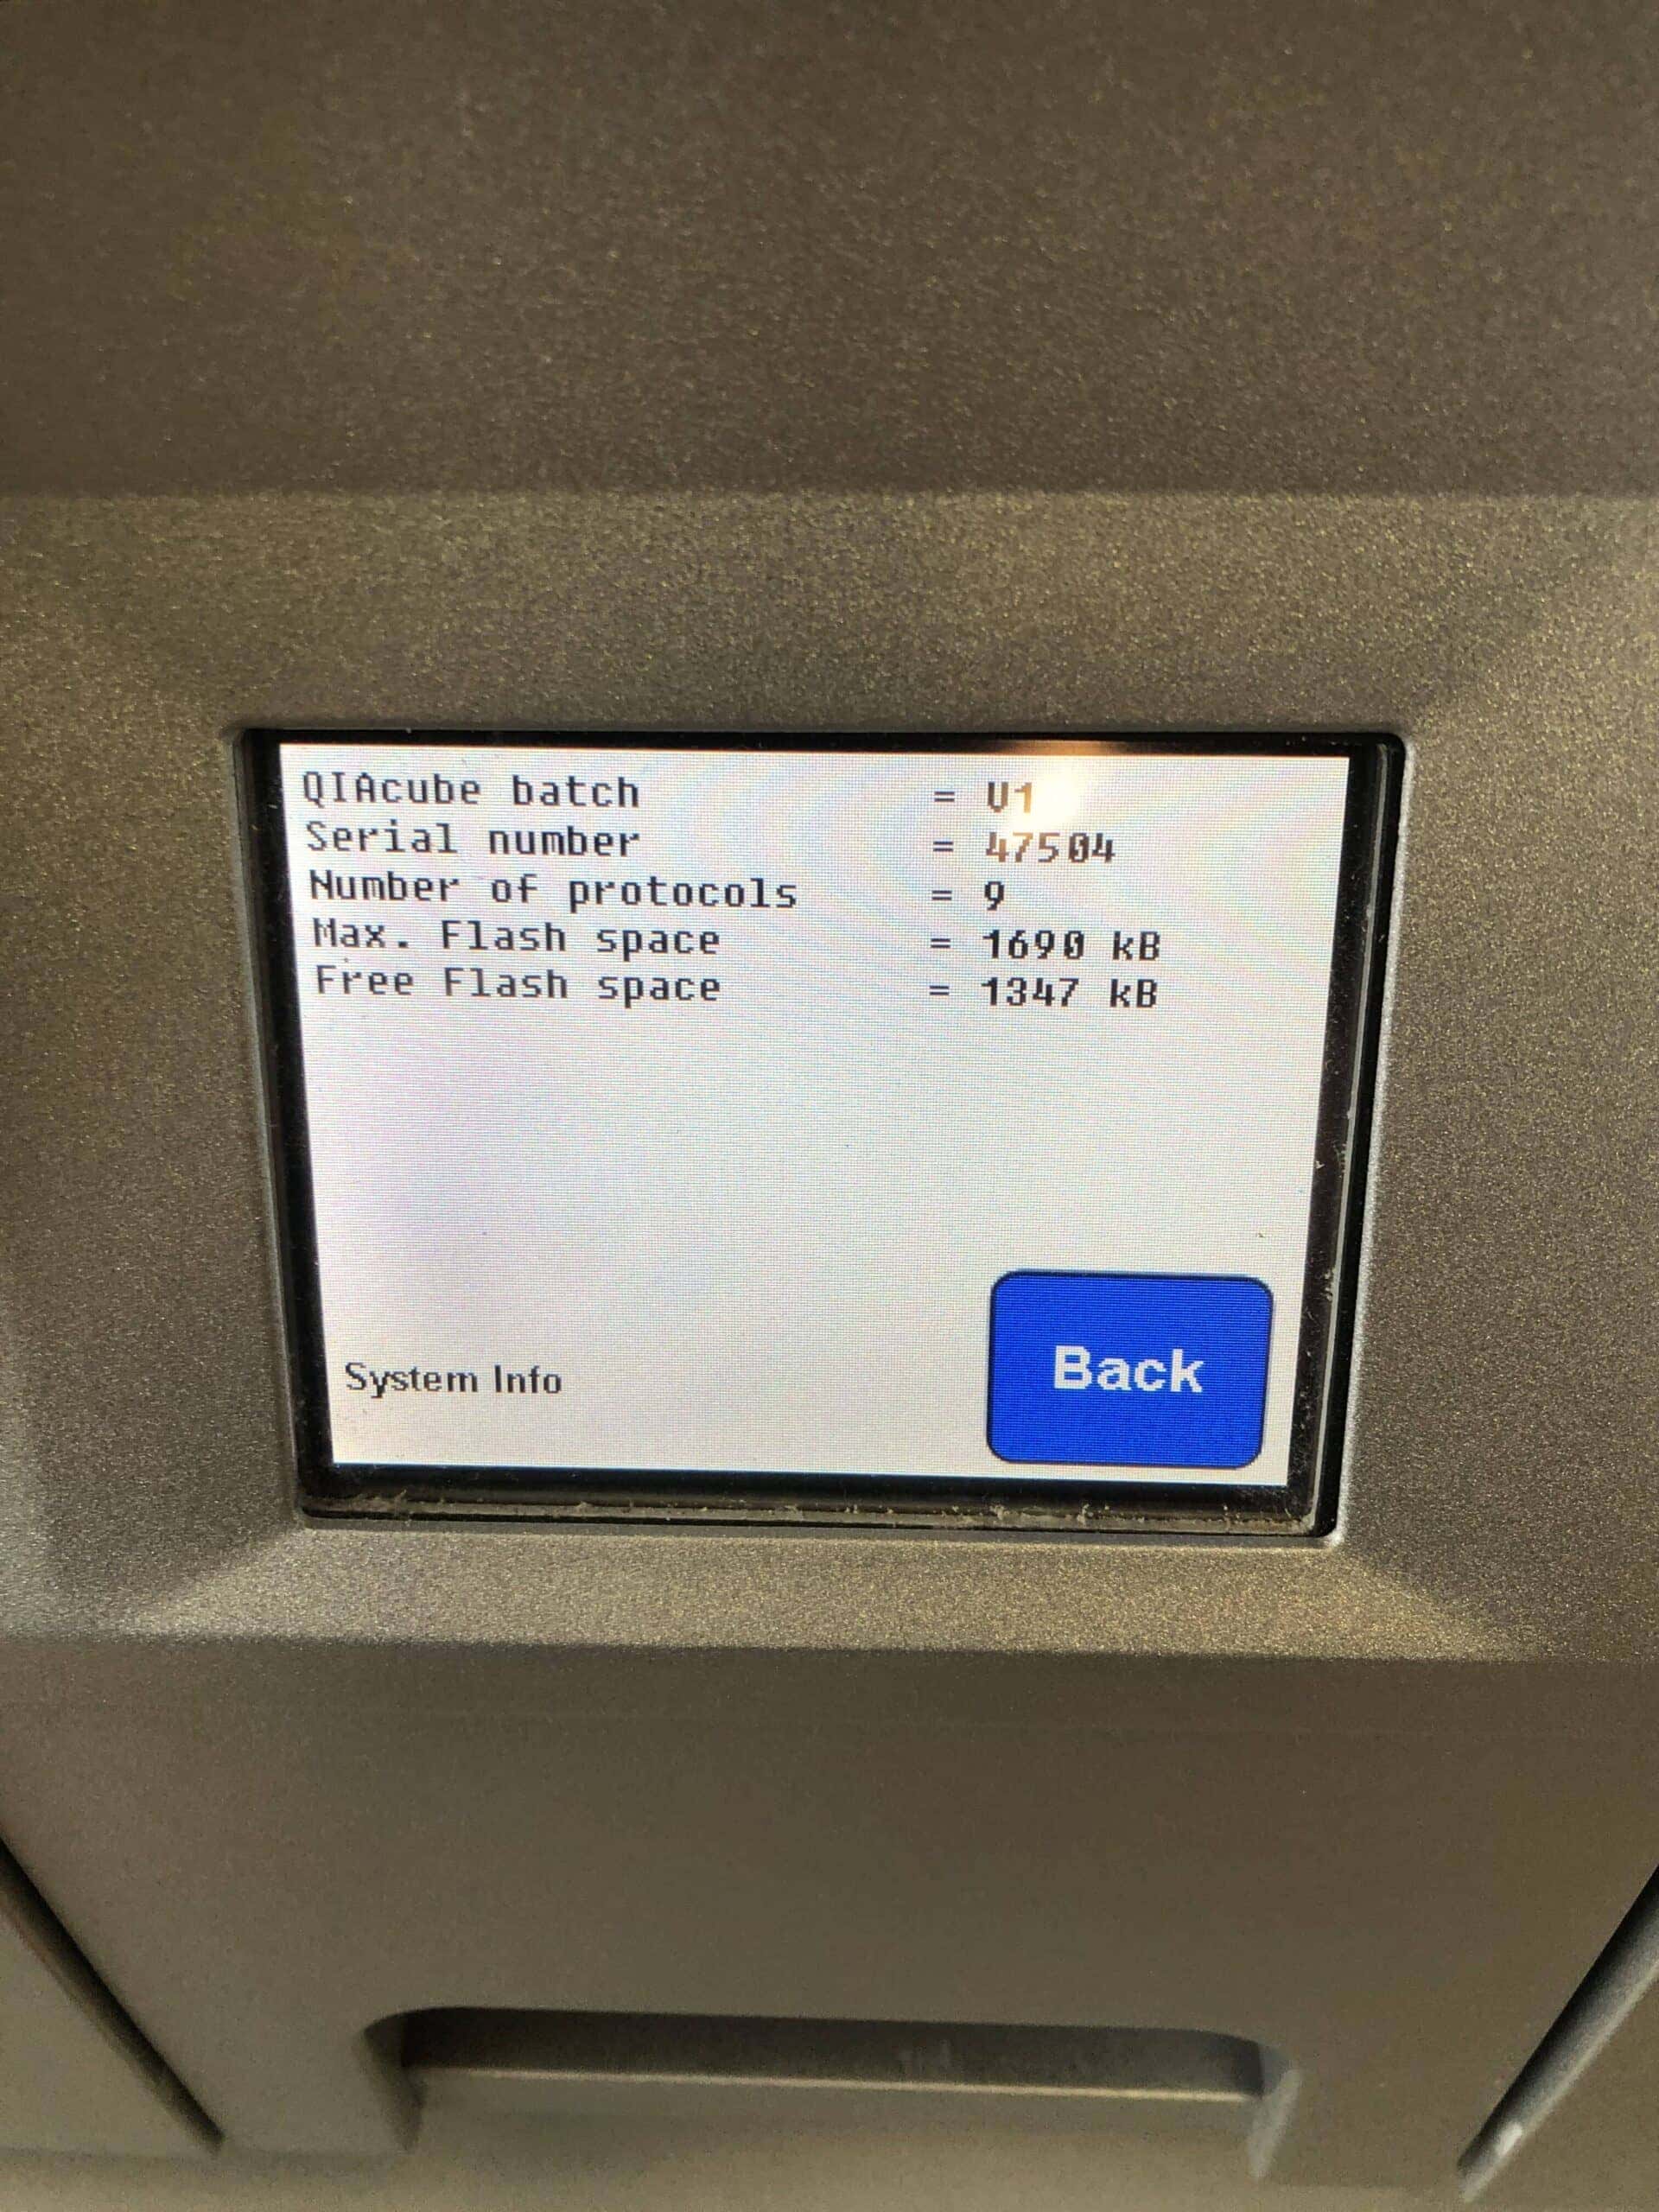 QIAcube batch = V1
Serial number = 47504
Number of protocols = 9
Max. Flash space = 1690 kB
Free Flash space = 1347 kB
System Info
Back